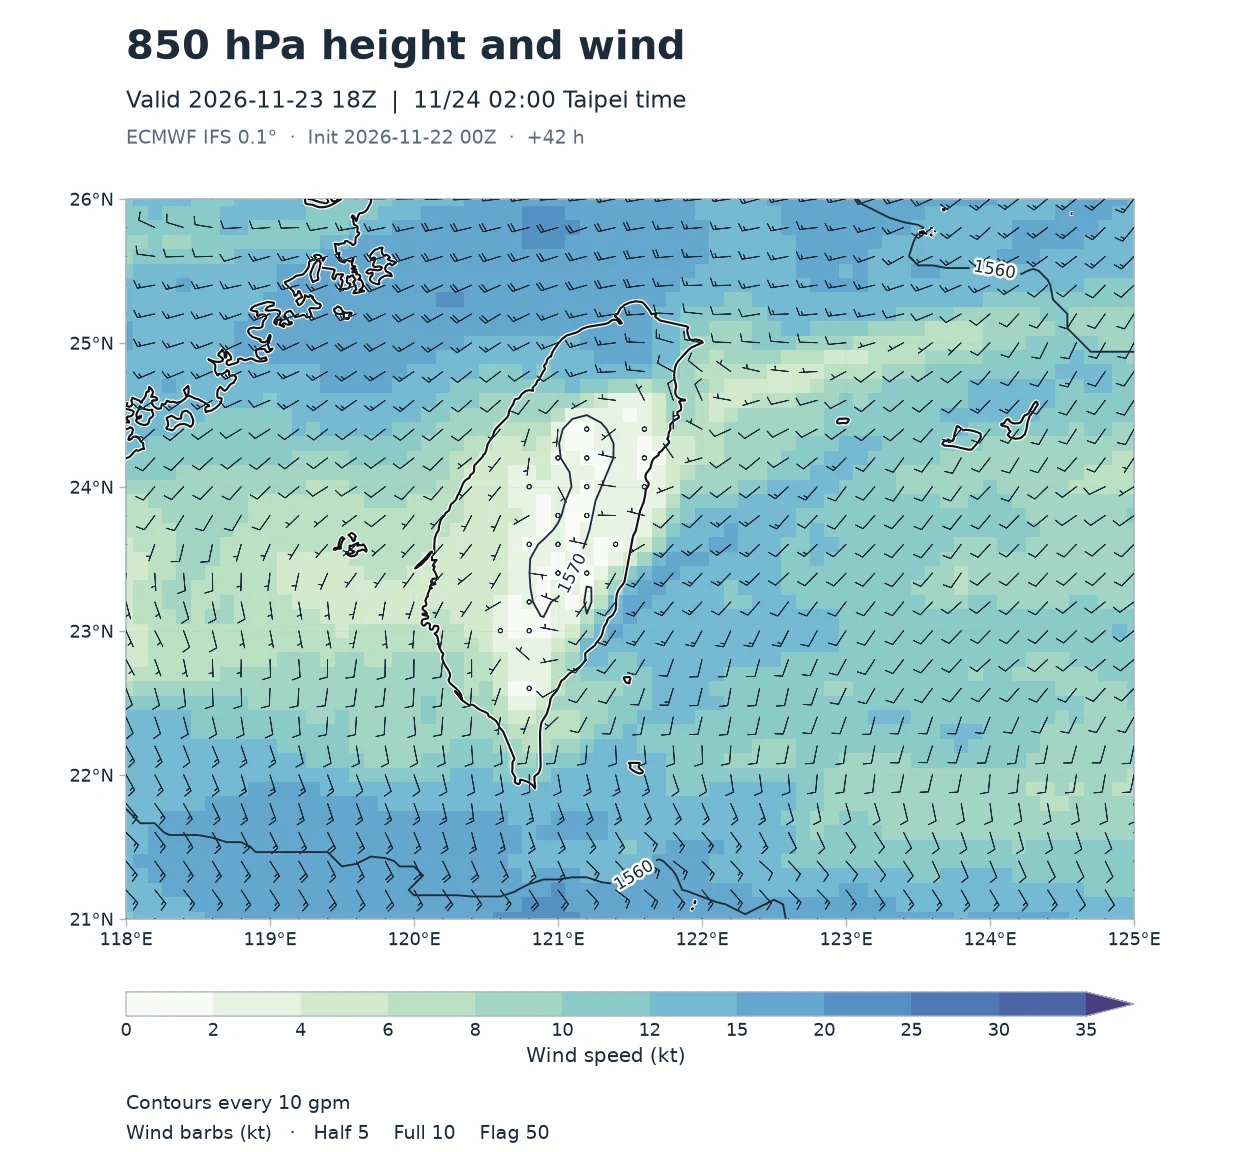 850 hPa height and wind
Valid 2026-11-23 18Z | 11/24 02:00 Taipei time
ECMWF IFS 0.1° · Init 2026-11-22 00Z · +42 h
26°N
1560
25°N
24°N
1570
23°N
22°N
1560
21°N
118°E 119°E 120°E 121°E 122°E 123°E 124°E 125°E
0 2 4 6 8 10 12 15 20 25 30 35
Wind speed (kt)
Contours every 10 gpm
Wind barbs (kt) · Half 5 Full 10 Flag 50